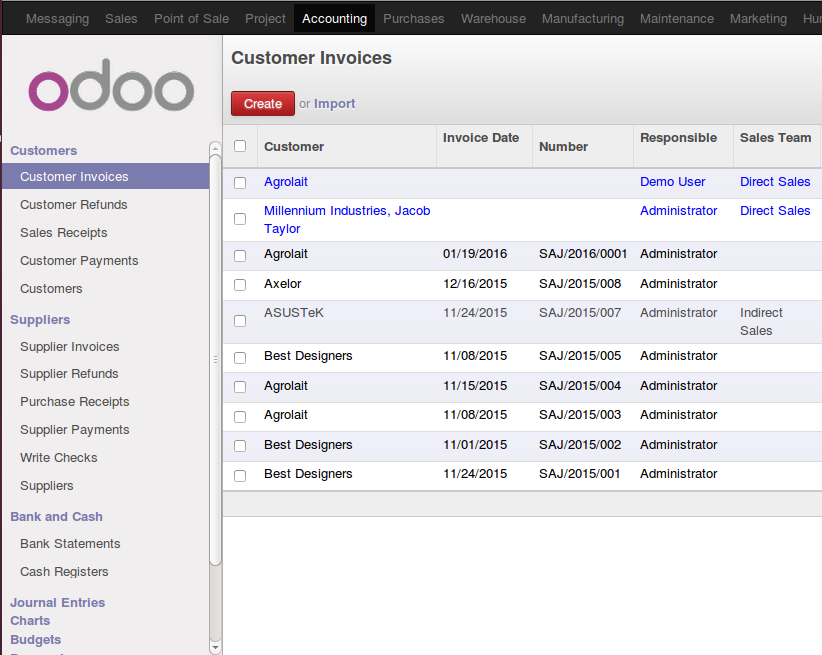 Messaging Sales Point of Sale Project Accounting Purchases Warehouse Manufacturing Maintenance Marketing
odoo
Customers
Customer Invoices
Customer Refunds
Sales Receipts
Customer Payments
Customers
Suppliers
Supplier Invoices
Supplier Refunds
Purchase Receipts
Supplier Payments
Write Checks
Suppliers
Bank and Cash
Bank Statements
Cash Registers
Journal Entries
Charts
Budgets
Customer Invoices
Create or Import
Customer Invoice Date Number Responsible Sales Team
Agrolait Demo User Direct Sales
Millennium Industries, Jacob Administrator Direct Sales
Taylor
Agrolait 01/19/2016 SAJ/2016/0001 Administrator
Axelor 12/16/2015 SAJ/2015/008 Administrator
ASUSTeK 11/24/2015 SAJ/2015/007 Administrator Indirect
Sales
Best Designers 11/08/2015 SAJ/2015/005 Administrator
Agrolait 11/15/2015 SAJ/2015/004 Administrator
Agrolait 11/08/2015 SAJ/2015/003 Administrator
Best Designers 11/01/2015 SAJ/2015/002 Administrator
Best Designers 11/24/2015 SAJ/2015/001 Administrator